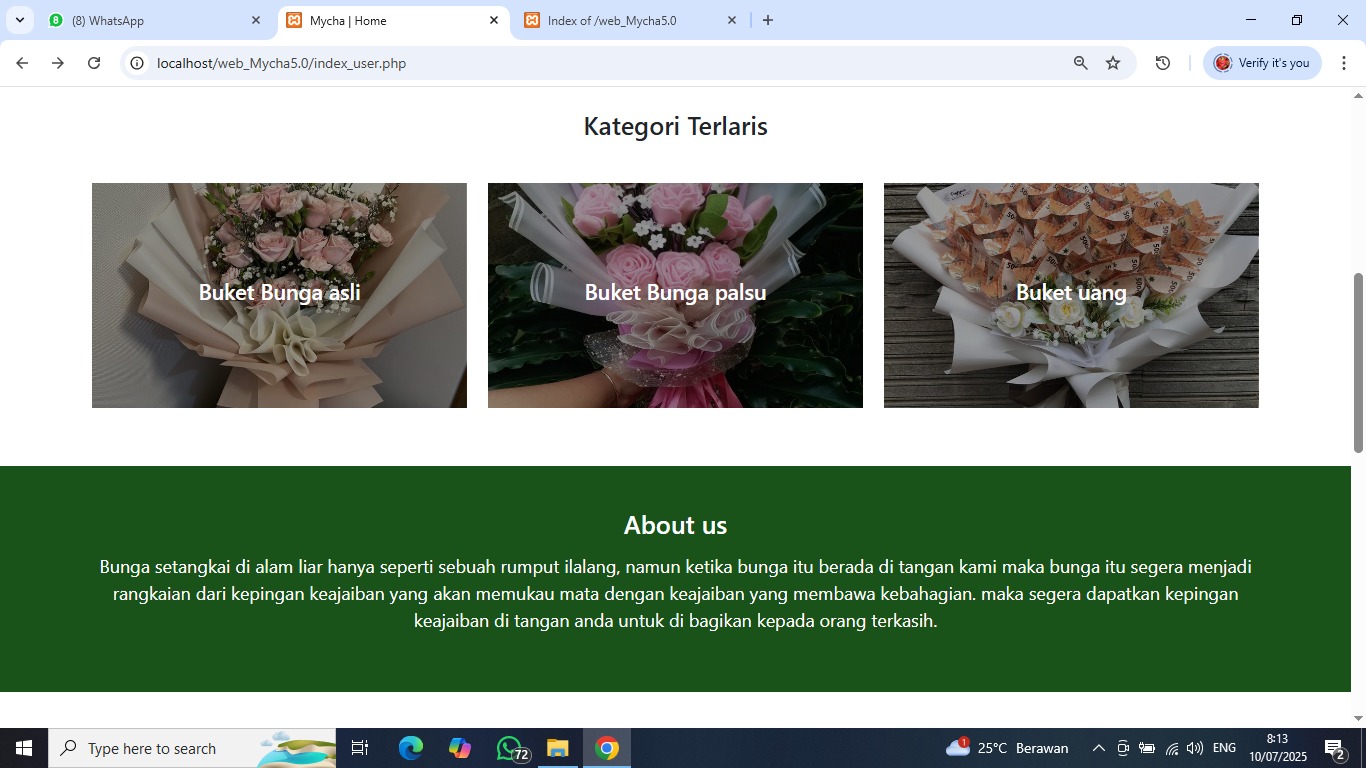 (8) WhatsApp
Mycha | Home
Index of /web_Mycha5.0
localhost/web_Mycha5.0/index_user.php
Verify it's you
Kategori Terlaris
Buket Bunga asli
Buket Bunga palsu
Buket uang
About us
Bunga setangkai di alam liar hanya seperti sebuah rumput ilalang, namun ketika bunga itu berada di tangan kami maka bunga itu segera menjadi
rangkaian dari kepingan keajaiban yang akan memukau mata dengan keajaiban yang membawa kebahagian. maka segera dapatkan kepingan
keajaiban di tangan anda untuk di bagikan kepada orang terkasih.
Type here to search
72
1
25°C Berawan
ENG
8:13
10/07/2025
2